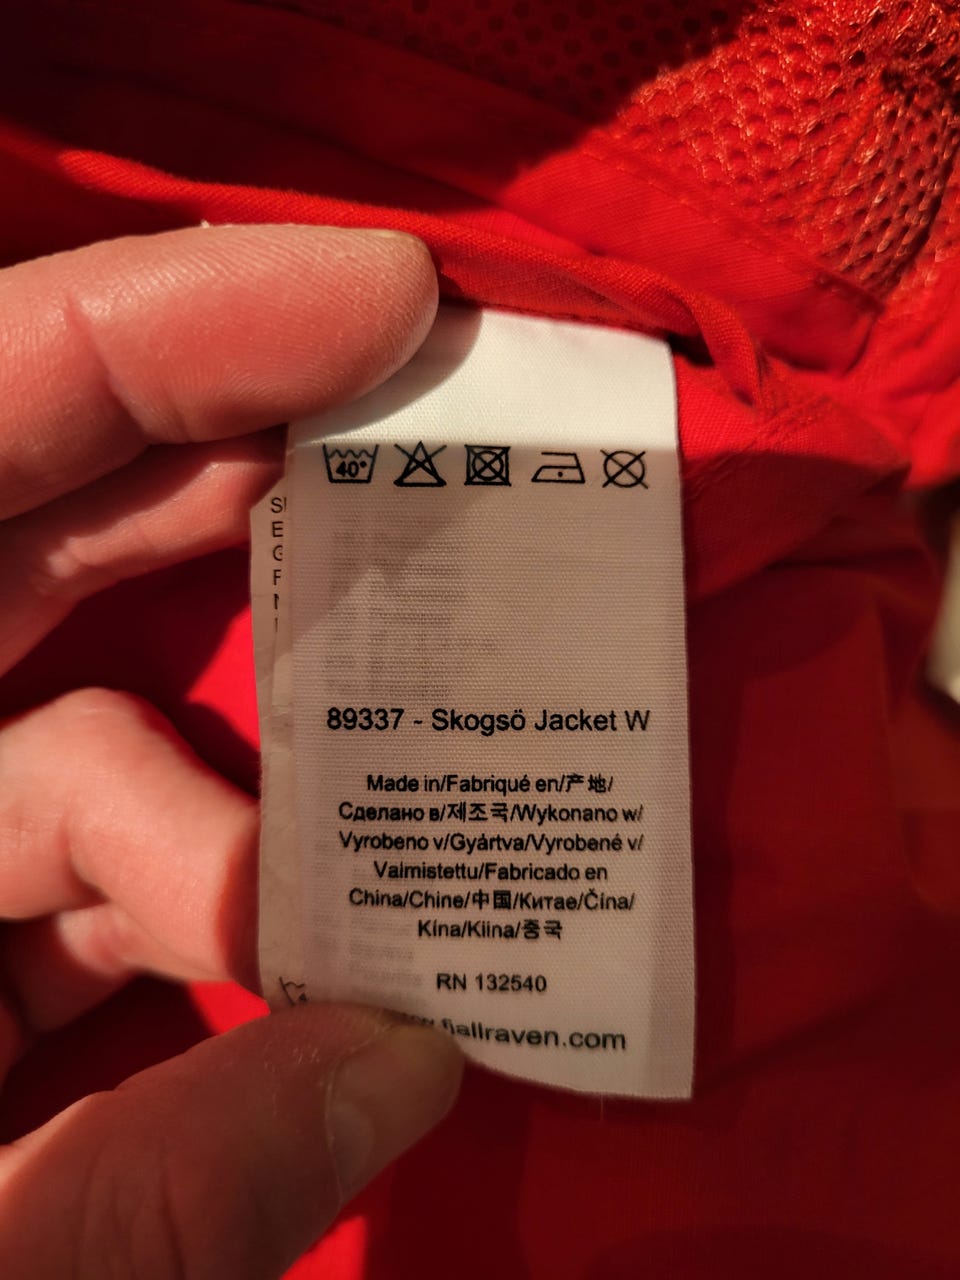 40°
S
E
G
F
N
I
89337 - Skogsö Jacket W
Made in/Fabriqué en/产地/
Сделано в/제조국/Wykonano w/
Vyrobeno v/Gyártva/Vyrobené v/
Valmistettu/Fabricado en
China/Chine/中国/Китае/Čína/
Kína/Kiina/중국
RN 132540
fjallraven.com